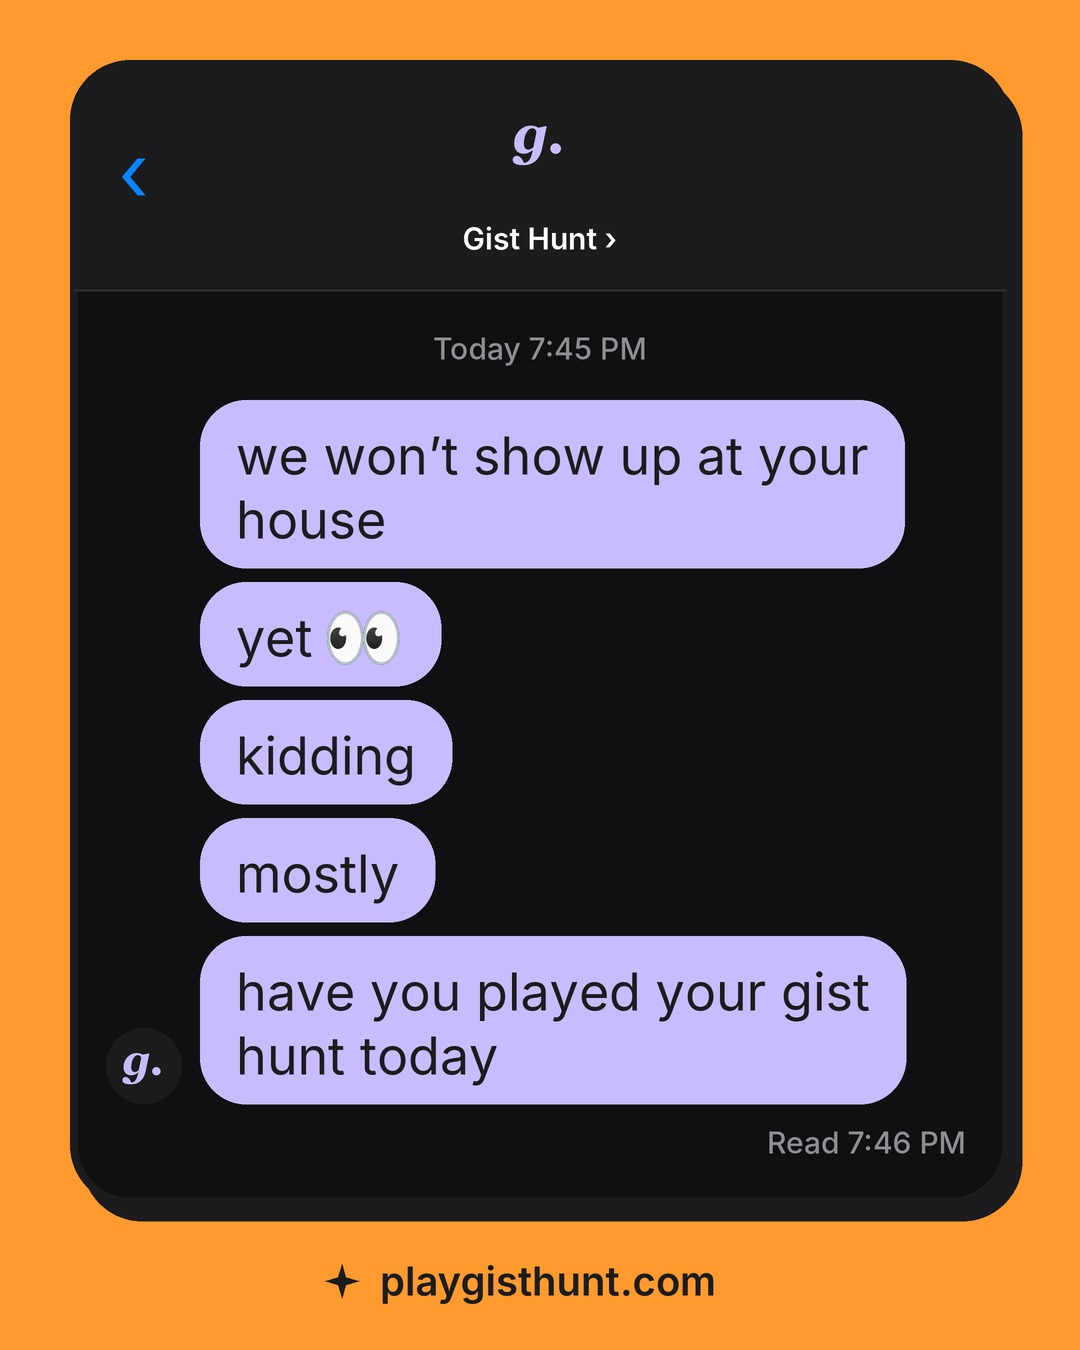 g.
Gist Hunt ›
Today 7:45 PM
we won’t show up at your
house
yet 👀
kidding
mostly
have you played your gist
hunt today
g.
Read 7:46 PM
playgisthunt.com